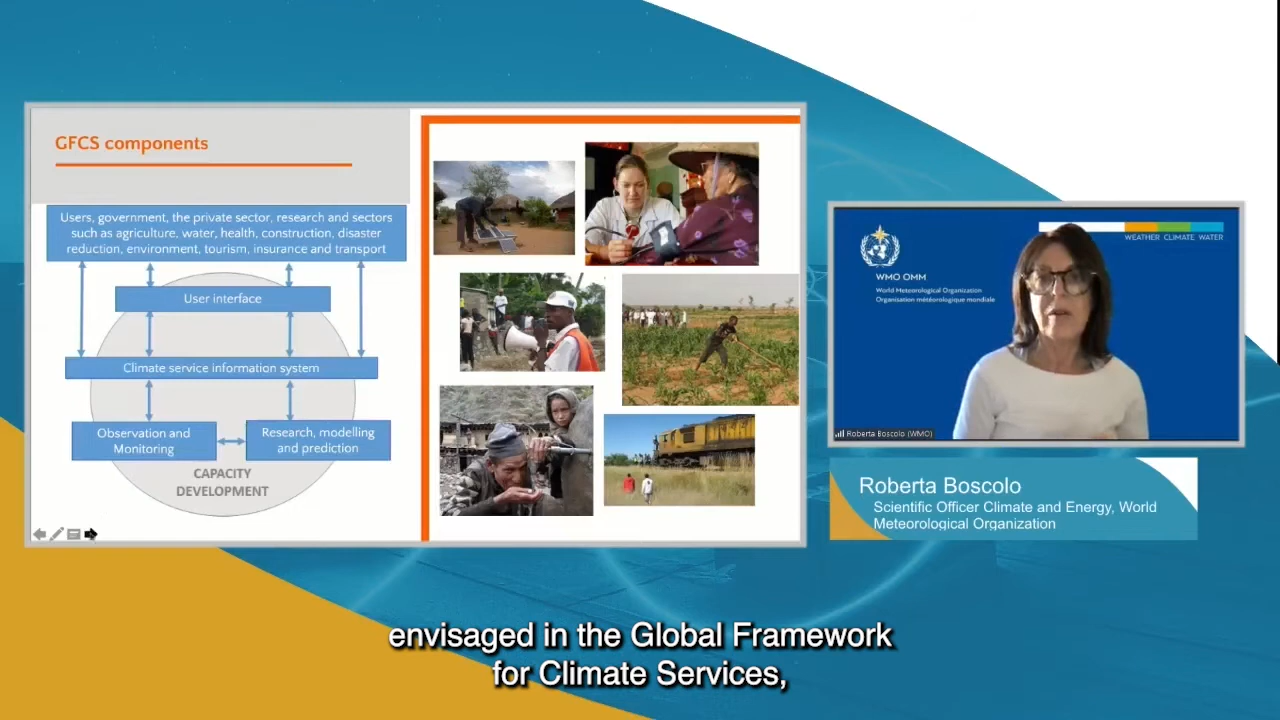 GFCS components
Users, government, the private sector, research and sectors
such as agriculture, water, health, construction, disaster
reduction, environment, tourism, insurance and transport
User interface
Climate service information system
Observation and
Monitoring
Research, modelling
and prediction
CAPACITY
DEVELOPMENT
WEATHER CLIMATE WATER
WMO OMM
World Meteorological Organization
Organisation météorologique mondiale
Roberta Boscolo (WMO)
Roberta Boscolo
Scientific Officer Climate and Energy, World
Meteorological Organization
envisaged in the Global Framework
for Climate Services,